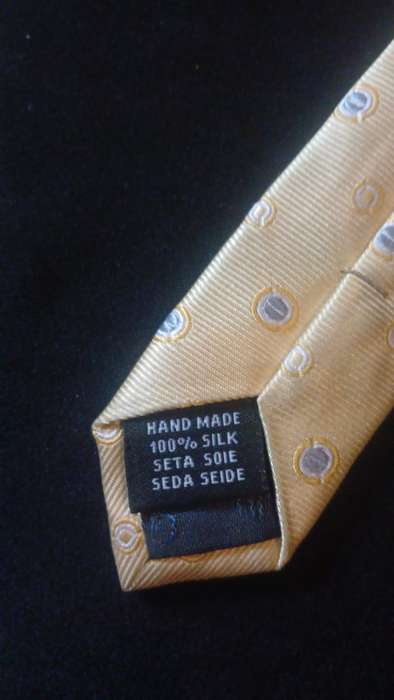 HAND MADE
100% SILK
SETA SOIE
SEDA SEIDE